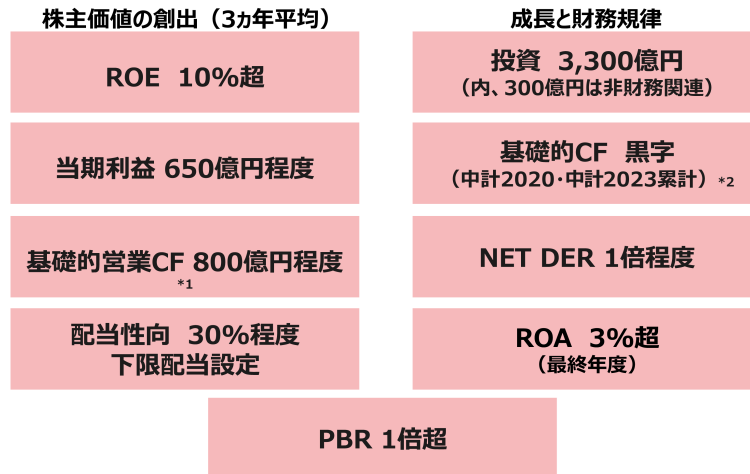 株主価値の創出（3ヵ年平均）
ROE 10%超
当期利益 650億円程度
基礎的営業CF 800億円程度
*1
配当性向 30%程度
下限配当設定
成長と財務規律
投資 3,300億円
（内、300億円は非財務関連）
基礎的CF 黒字
（中計2020･中計2023累計）*2
NET DER 1倍程度
ROA 3%超
（最終年度）
PBR 1倍超